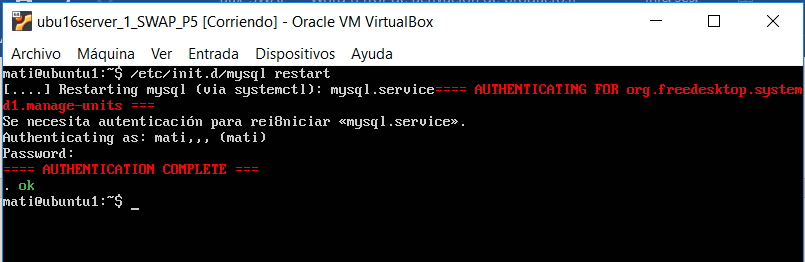 ubu16server_1_SWAP_P5 [Corriendo] - Oracle VM VirtualBox
Archivo Máquina Ver Entrada Dispositivos Ayuda
mati@ubuntu1:~$ /etc/init.d/mysql restart
[....] Restarting mysql (via systemctl): mysql.service==== AUTHENTICATING FOR org.freedesktop.system
d1.manage-units ===
Se necesita autenticación para rei8niciar «mysql.service».
Authenticating as: mati,,, (mati)
Password:
==== AUTHENTICATION COMPLETE ===
. ok
mati@ubuntu1:~$ _